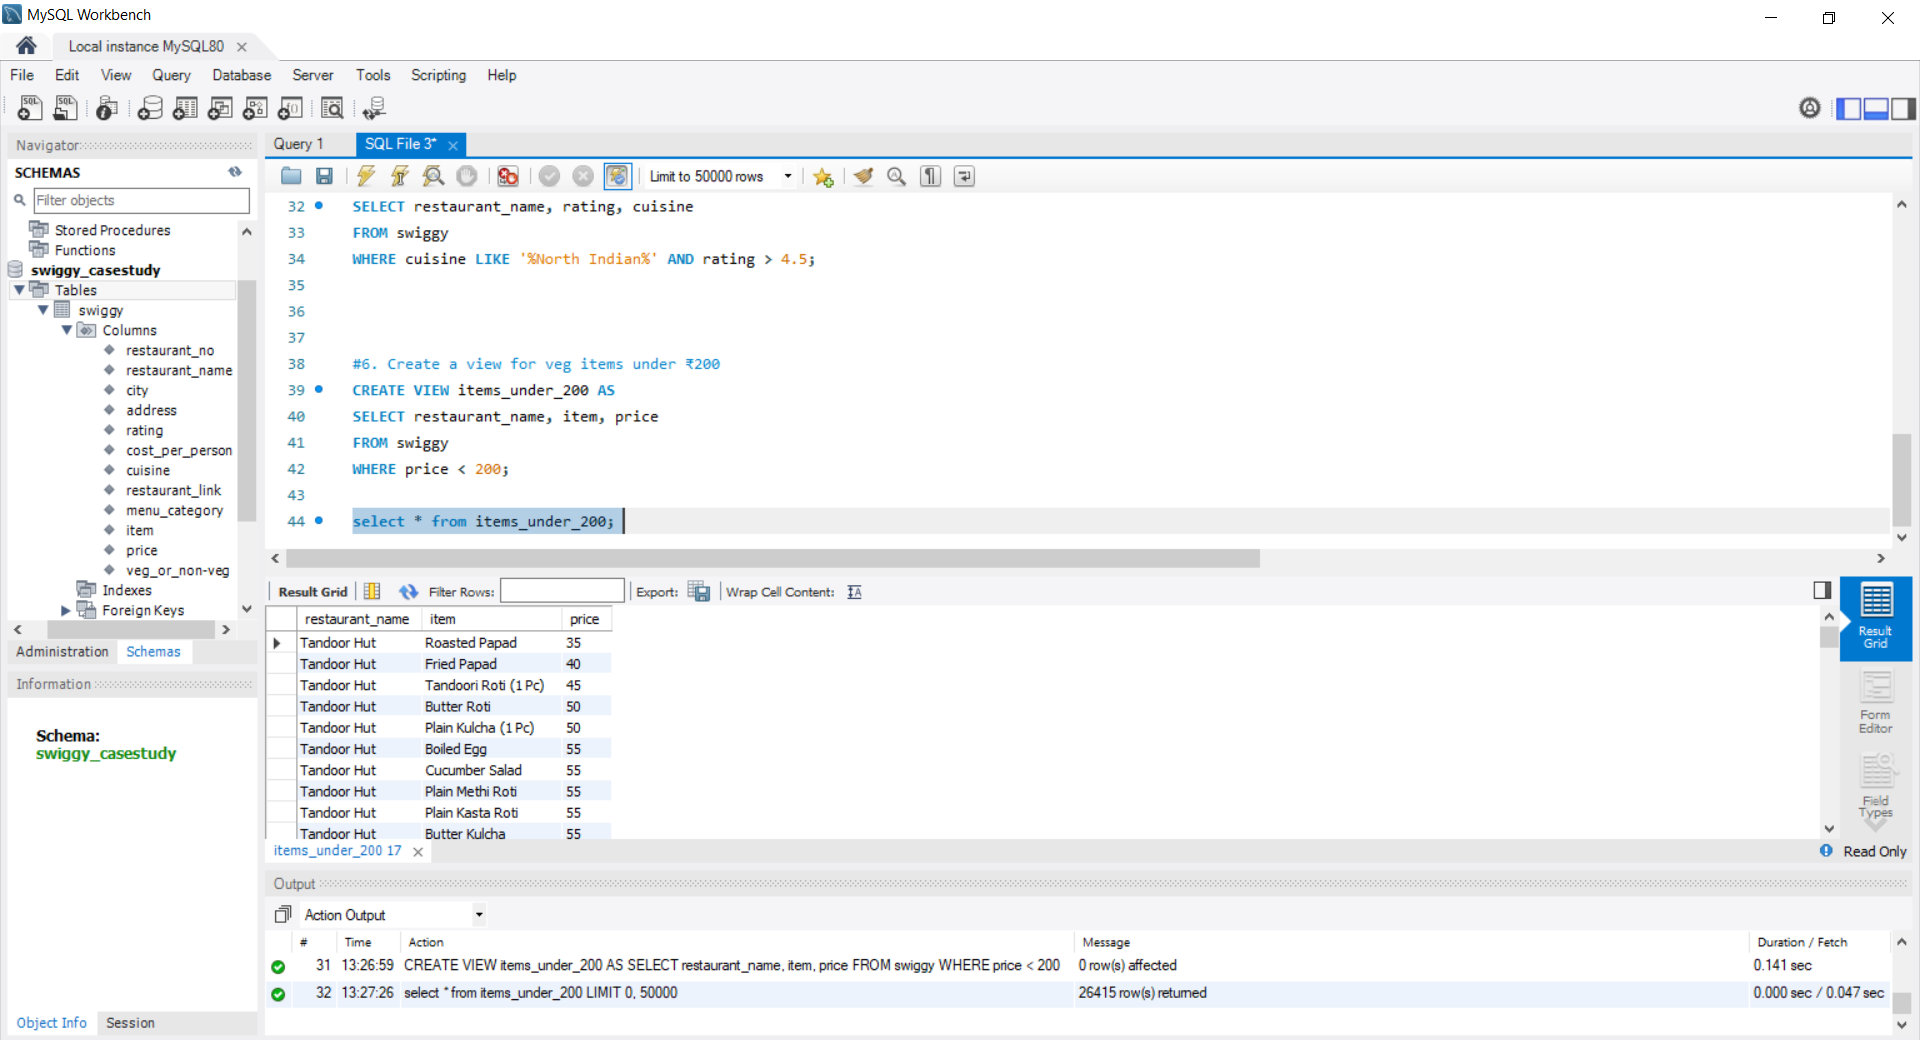 MySQL Workbench
Local instance MySQL80
File Edit View Query Database Server Tools Scripting Help
Navigator
SCHEMAS
Filter objects
Stored Procedures
Functions
swiggy_casestudy
Tables
swiggy
Columns
restaurant_no
restaurant_name
city
address
rating
cost_per_person
cuisine
restaurant_link
menu_category
item
price
veg_or_non-veg
Indexes
Foreign Keys
Administration Schemas
Information
Schema:
swiggy_casestudy
Object Info Session
Query 1 SQL File 3*
Limit to 50000 rows
32 SELECT restaurant_name, rating, cuisine
33 FROM swiggy
34 WHERE cuisine LIKE '%North Indian%' AND rating > 4.5;
35
36
37
38 #6. Create a view for veg items under ₹200
39 CREATE VIEW items_under_200 AS
40 SELECT restaurant_name, item, price
41 FROM swiggy
42 WHERE price < 200;
43
44 select * from items_under_200;
Result Grid Filter Rows: Export: Wrap Cell Content:
restaurant_name item price
Tandoor Hut Roasted Papad 35
Tandoor Hut Fried Papad 40
Tandoor Hut Tandoori Roti (1 Pc) 45
Tandoor Hut Butter Roti 50
Tandoor Hut Plain Kulcha (1 Pc) 50
Tandoor Hut Boiled Egg 55
Tandoor Hut Cucumber Salad 55
Tandoor Hut Plain Methi Roti 55
Tandoor Hut Plain Kasta Roti 55
Tandoor Hut Butter Kulcha 55
Result
Grid
Form
Editor
Field
Types
items_under_200 17
Read Only
Output
Action Output
# Time Action Message Duration / Fetch
31 13:26:59 CREATE VIEW items_under_200 AS SELECT restaurant_name, item, price FROM swiggy WHERE price < 200 0 row(s) affected 0.141 sec
32 13:27:26 select * from items_under_200 LIMIT 0, 50000 26415 row(s) returned 0.000 sec / 0.047 sec